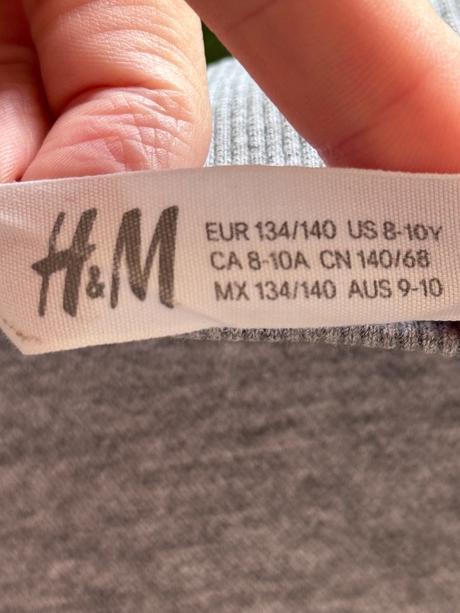 H&M
EUR 134/140 US 8-10Y
CA 8-10A CN 140/68
MX 134/140 AUS 9-10